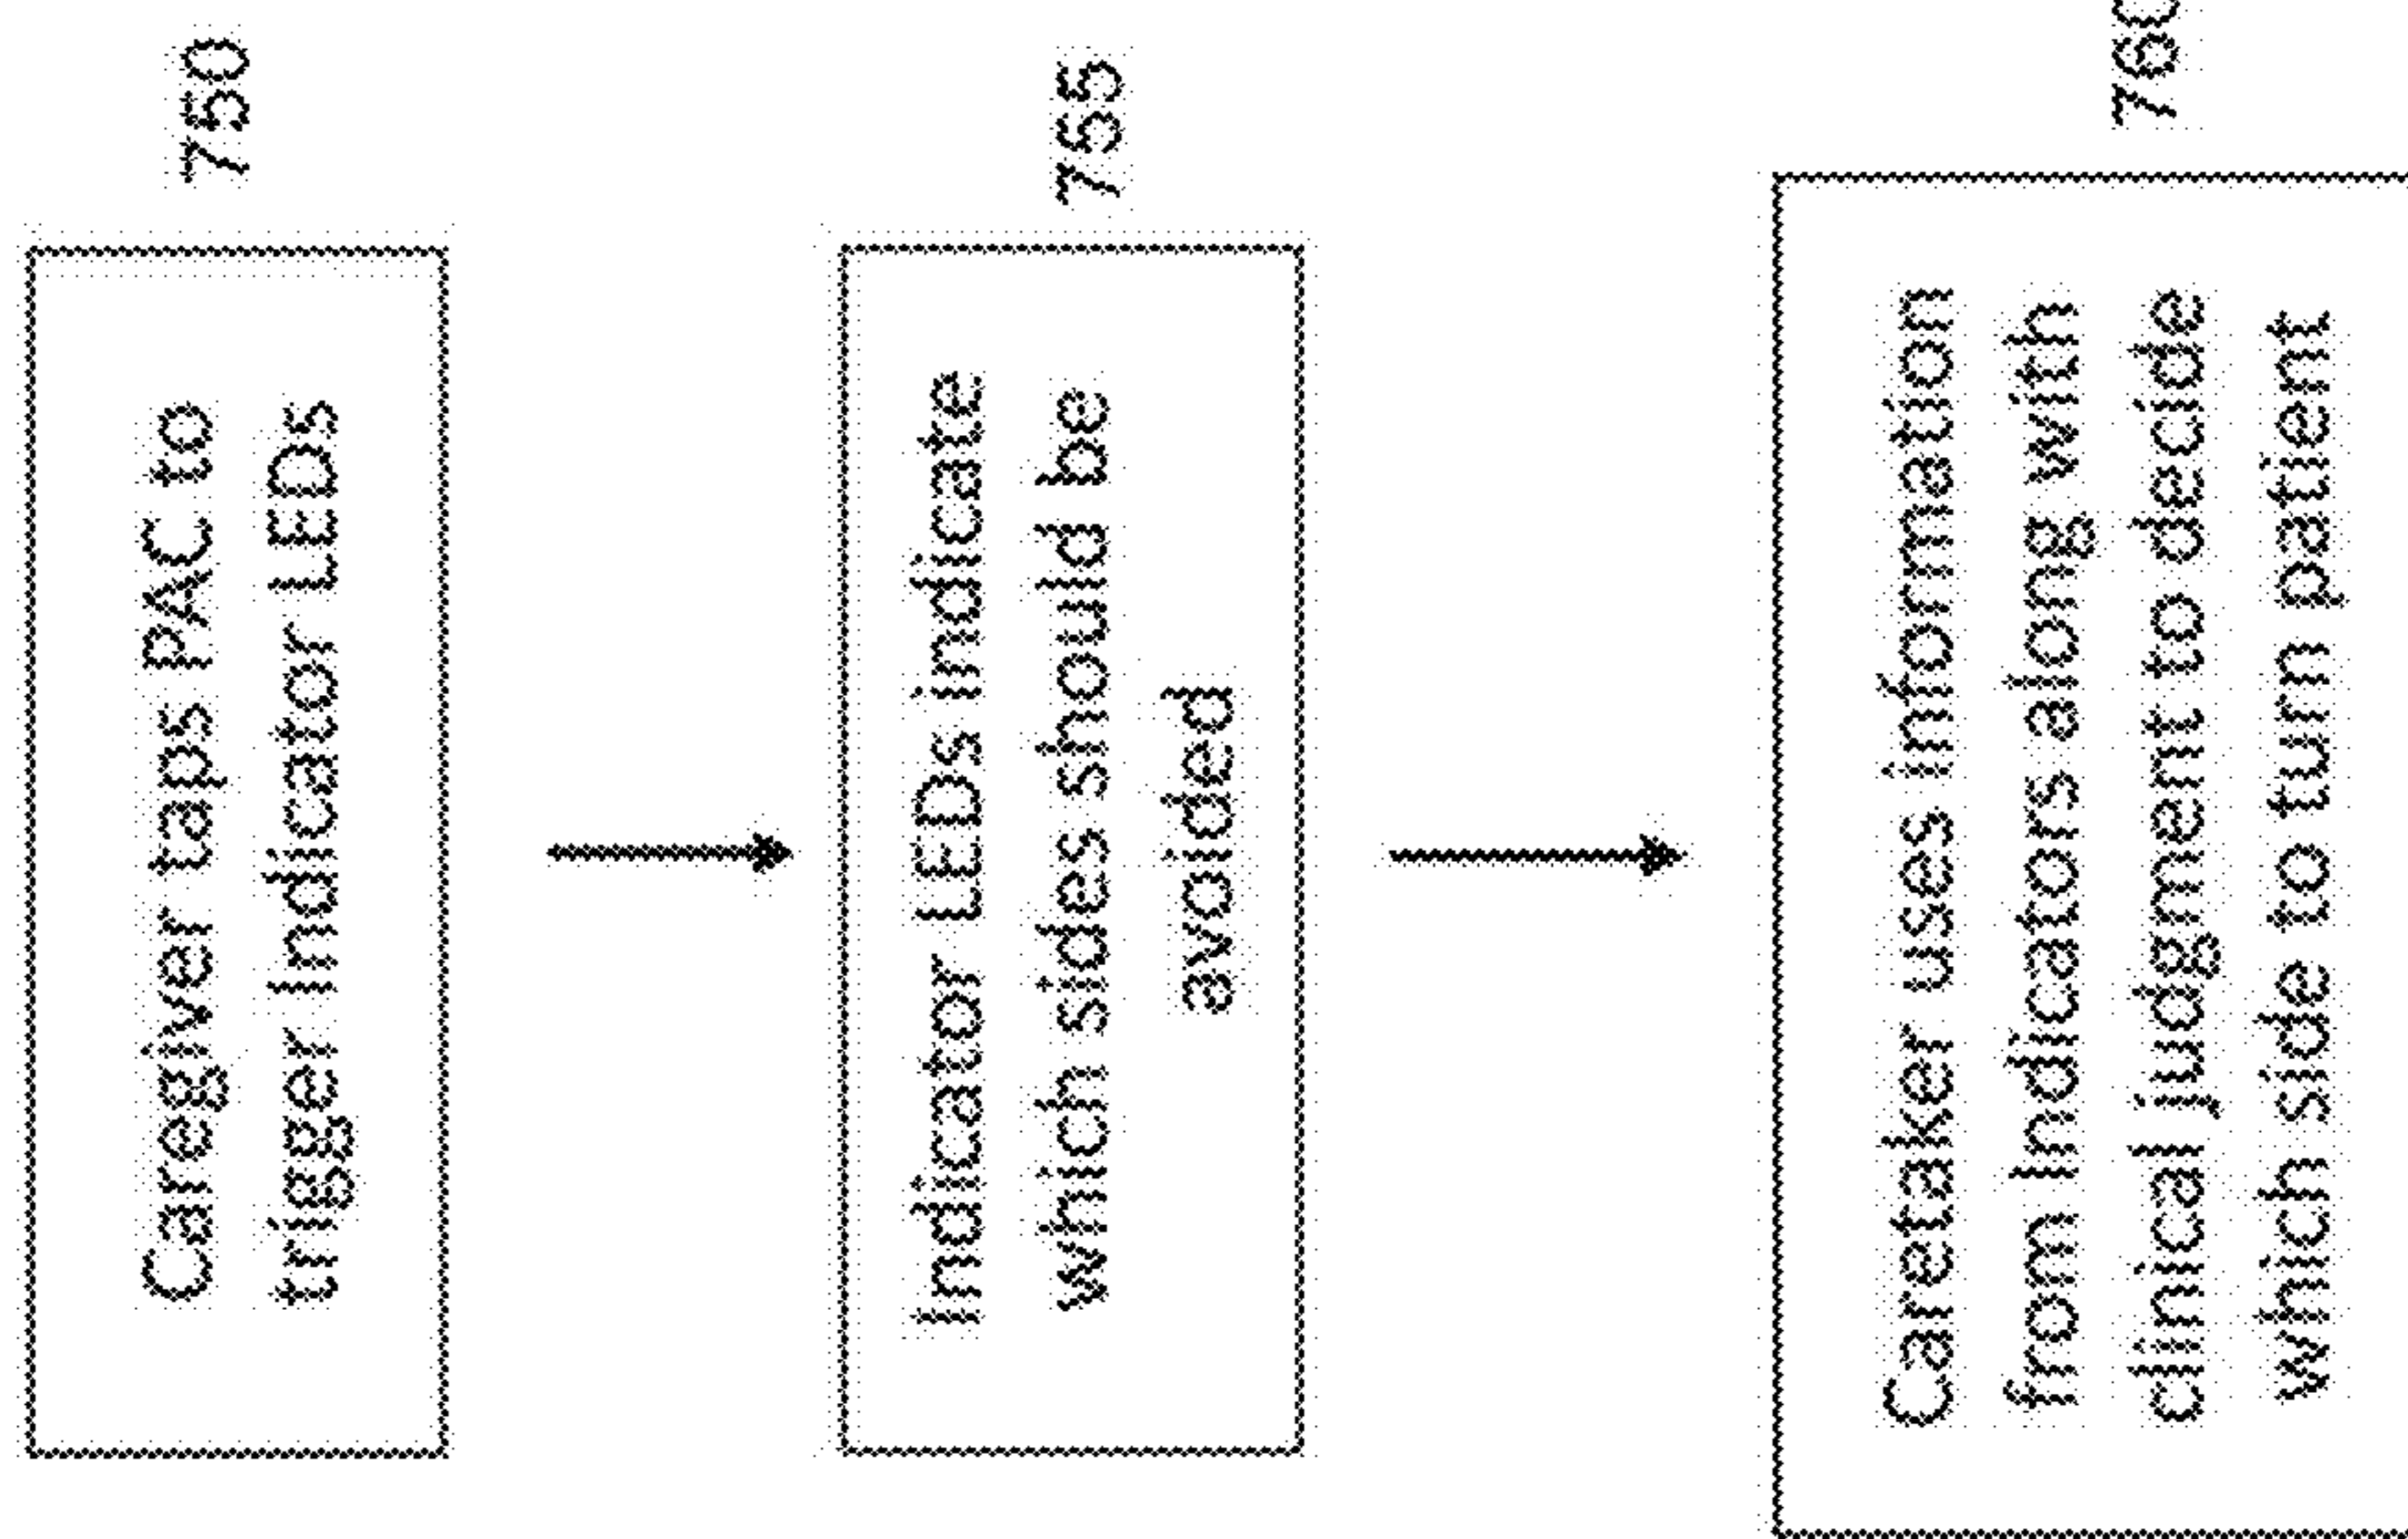 750
Caregiver taps PAC to
trigger Indicator LEDs
755
Indicator LEDs indicate
which sides should be
avoided
760
Caretaker uses information
from Indicators along with
clinical judgment to decide
which side to turn patient